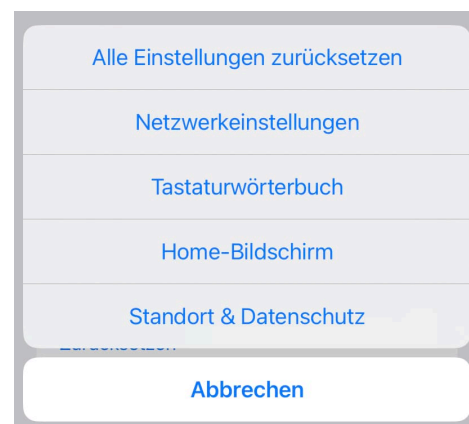 Alle Einstellungen zurücksetzen
Netzwerkeinstellungen
Tastaturwörterbuch
Home-Bildschirm
Standort & Datenschutz
Abbrechen